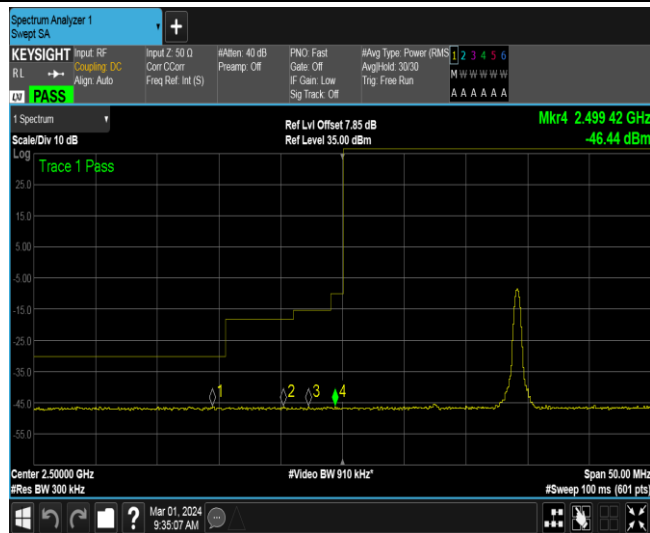 Spectrum Analyzer 1
Swept SA
+
KEYSIGHT Input: RF Input Z: 50 Ω #Atten: 40 dB PNO: Fast #Avg Type: Power (RMS 1 2 3 4 5 6
RL Coupling: DC Corr CCorr Preamp: Off Gate: Off Avg|Hold: 30/30 M W W W W W
Align: Auto Freq Ref: Int (S) IF Gain: Low Trig: Free Run
Sig Track: Off A A A A A A
LXI PASS
1 Spectrum Ref Lvl Offset 7.85 dB Mkr4 2.499 42 GHz
Scale/Div 10 dB Ref Level 35.00 dBm -46.44 dBm
Log
Trace 1 Pass
25.0
15.0
5.00
-5.00
-15.0
-25.0
-35.0
1 2 3 4
-45.0
-55.0
Center 2.50000 GHz #Video BW 910 kHz* Span 50.00 MHz
#Res BW 300 kHz #Sweep 100 ms (601 pts)
? Mar 01, 2024
9:35:07 AM